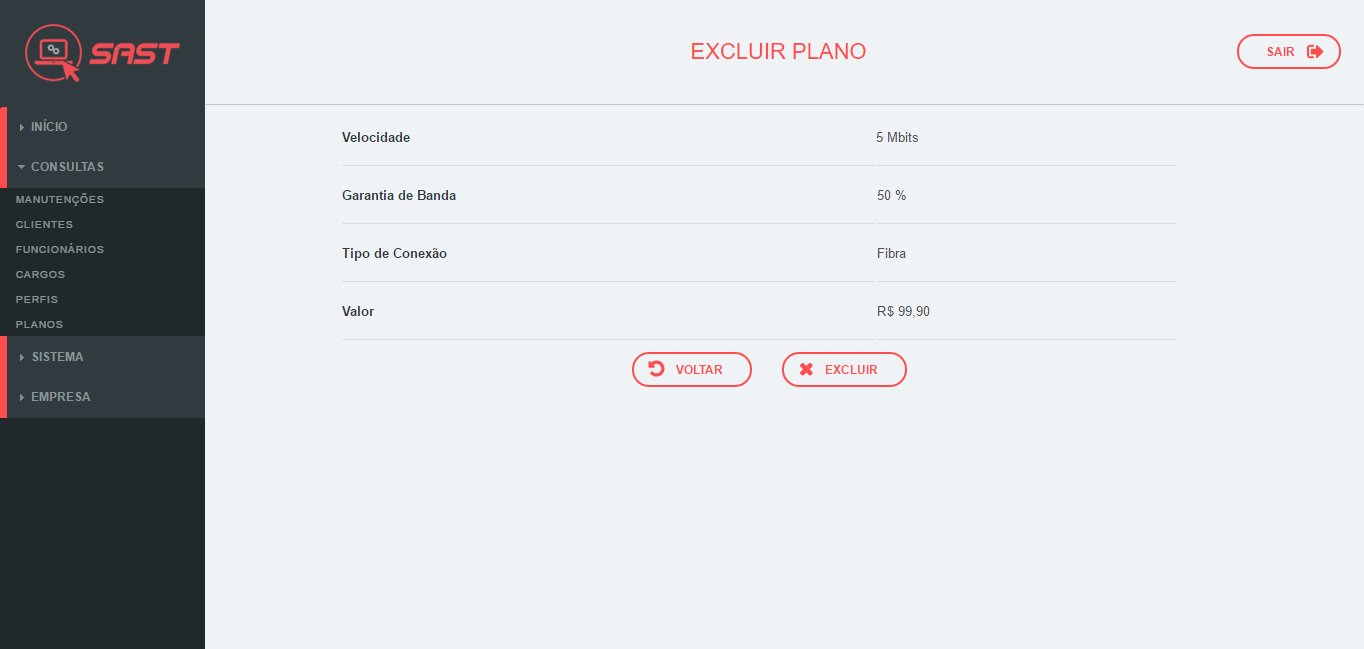 SAST
EXCLUIR PLANO
SAIR
INÍCIO
CONSULTAS
MANUTENÇÕES
CLIENTES
FUNCIONÁRIOS
CARGOS
PERFIS
PLANOS
SISTEMA
EMPRESA
Velocidade 5 Mbits
Garantia de Banda 50 %
Tipo de Conexão Fibra
Valor R$ 99,90
VOLTAR EXCLUIR